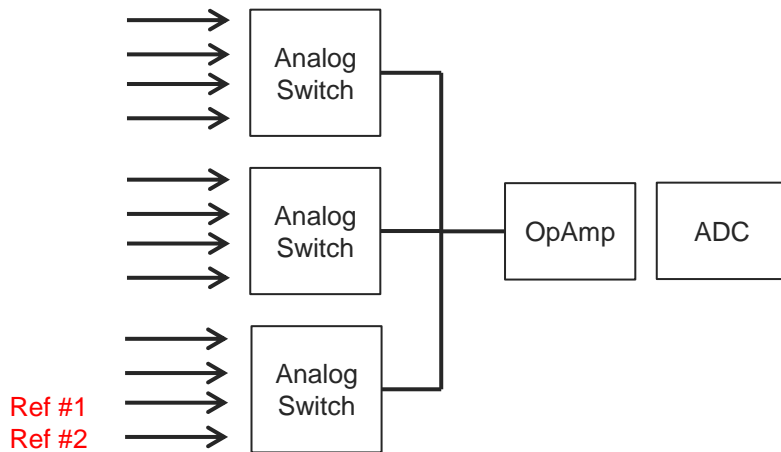 Analog
Switch
Analog
Switch
OpAmp
ADC
Analog
Switch
Ref #1
Ref #2